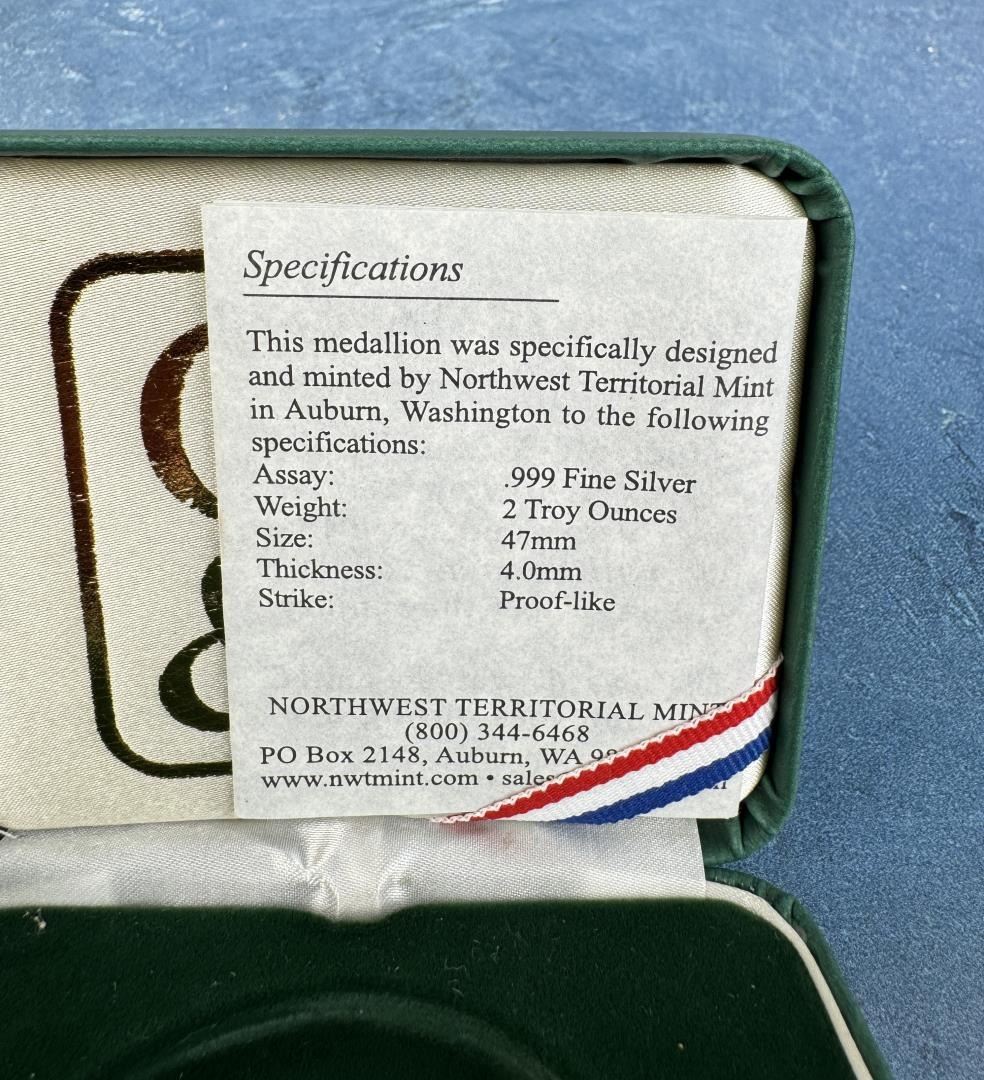 Specifications
This medallion was specifically designed
and minted by Northwest Territorial Mint
in Auburn, Washington to the following
specifications:
Assay: .999 Fine Silver
Weight: 2 Troy Ounces
Size: 47mm
Thickness: 4.0mm
Strike: Proof-like
NORTHWEST TERRITORIAL MINT
(800) 344-6468
PO Box 2148, Auburn, WA
www.nwtmint.com • sales